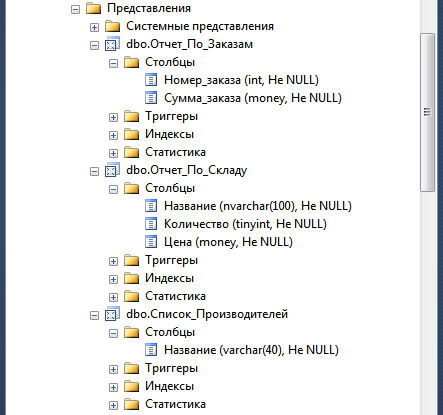 Представления
Системные представления
dbo.Отчет_По_Заказам
Столбцы
Номер_заказа (int, Не NULL)
Сумма_заказа (money, Не NULL)
Триггеры
Индексы
Статистика
dbo.Отчет_По_Складу
Столбцы
Название (nvarchar(100), Не NULL)
Количество (tinyint, Не NULL)
Цена (money, Не NULL)
Триггеры
Индексы
Статистика
dbo.Список_Производителей
Столбцы
Название (varchar(40), Не NULL)
Триггеры
Индексы
Статистика